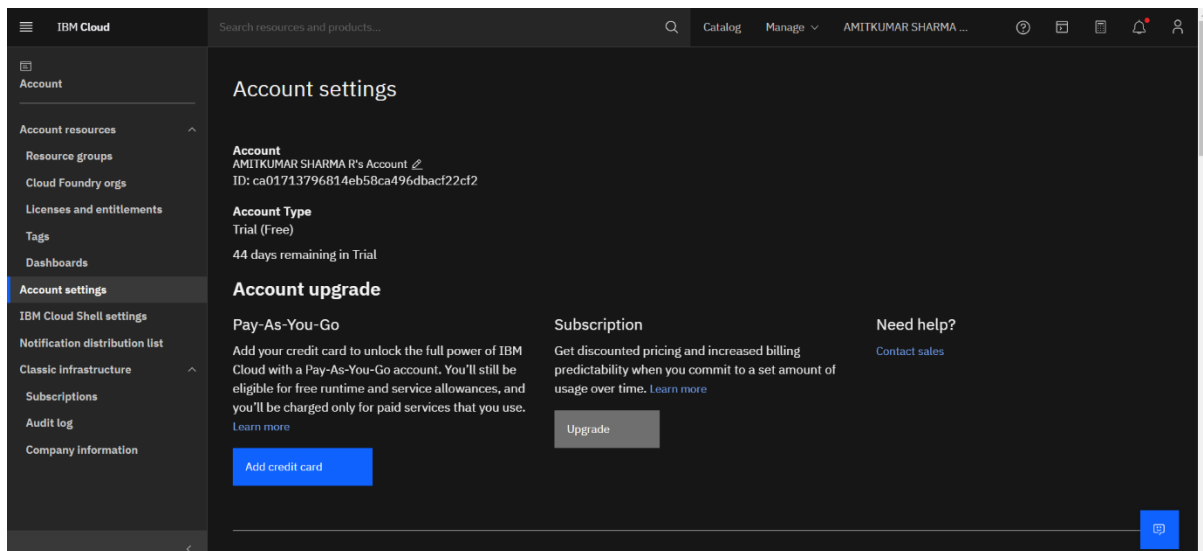 IBM Cloud
Search resources and products...
Catalog
Manage
AMITKUMAR SHARMA ...
Account
Account resources
Resource groups
Cloud Foundry orgs
Licenses and entitlements
Tags
Dashboards
Account settings
IBM Cloud Shell settings
Notification distribution list
Classic infrastructure
Subscriptions
Audit log
Company information
Account settings
Account
AMITKUMAR SHARMA R's Account
ID: ca01713796814eb58ca496dbacf22cf2
Account Type
Trial (Free)
44 days remaining in Trial
Account upgrade
Pay-As-You-Go
Add your credit card to unlock the full power of IBM
Cloud with a Pay-As-You-Go account. You'll still be
eligible for free runtime and service allowances, and
you'll be charged only for paid services that you use.
Learn more
Add credit card
Subscription
Get discounted pricing and increased billing
predictability when you commit to a set amount of
usage over time. Learn more
Upgrade
Need help?
Contact sales